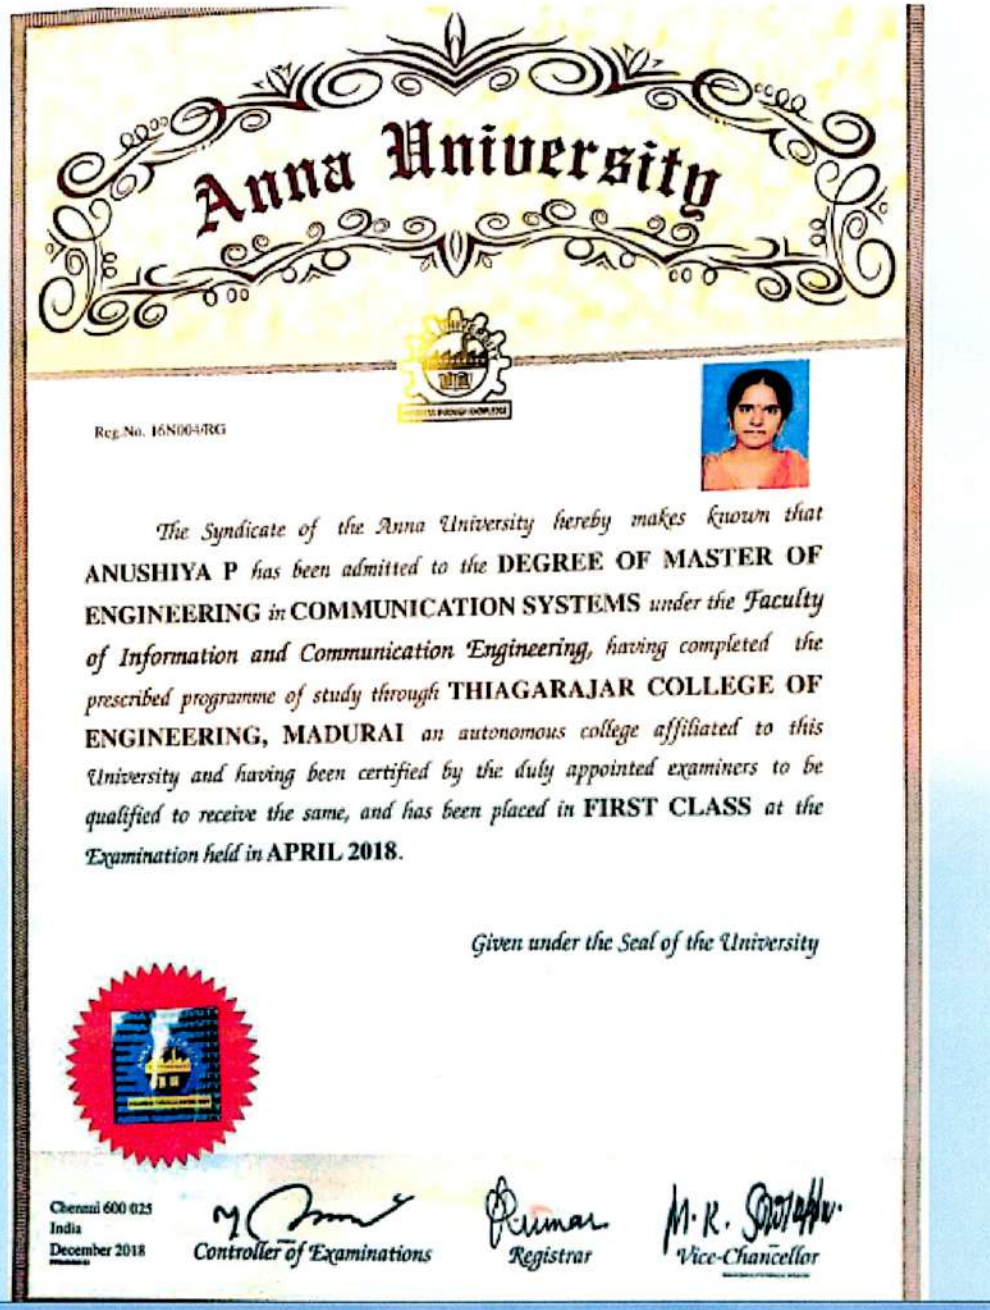 Anna University
Reg.No. 16N004/RG
The Syndicate of the Anna University hereby makes known that
ANUSHIYA P has been admitted to the DEGREE OF MASTER OF
ENGINEERING in COMMUNICATION SYSTEMS under the Faculty
of Information and Communication Engineering, having completed the
prescribed programme of study through THIAGARAJAR COLLEGE OF
ENGINEERING, MADURAI an autonomous college affiliated to this
University and having been certified by the duly appointed examiners to be
qualified to receive the same, and has been placed in FIRST CLASS at the
Examination held in APRIL 2018.
Given under the Seal of the University
Chennai 600 025
India
December 2018
Controller of Examinations
Registrar
M. K.
Vice-Chancellor